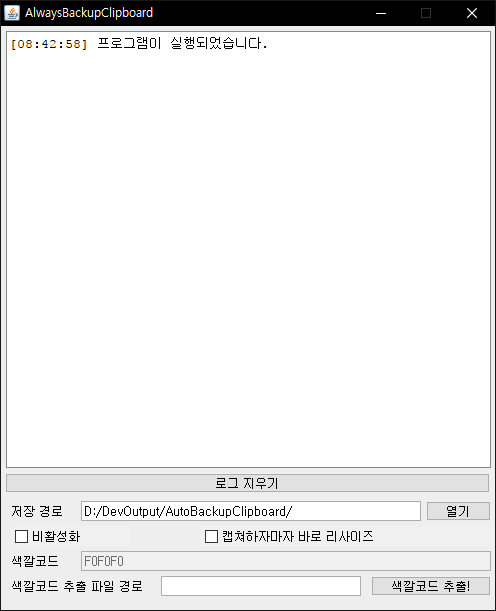 AlwaysBackupClipboard
[08:42:58] 프로그램이 실행되었습니다.
로그 지우기
저장 경로 D:/DevOutput/AutoBackupClipboard/ 열기
비활성화 캡쳐하자마자 바로 리사이즈
색깔코드 F0F0F0
색깔코드 추출 파일 경로 색깔코드 추출!